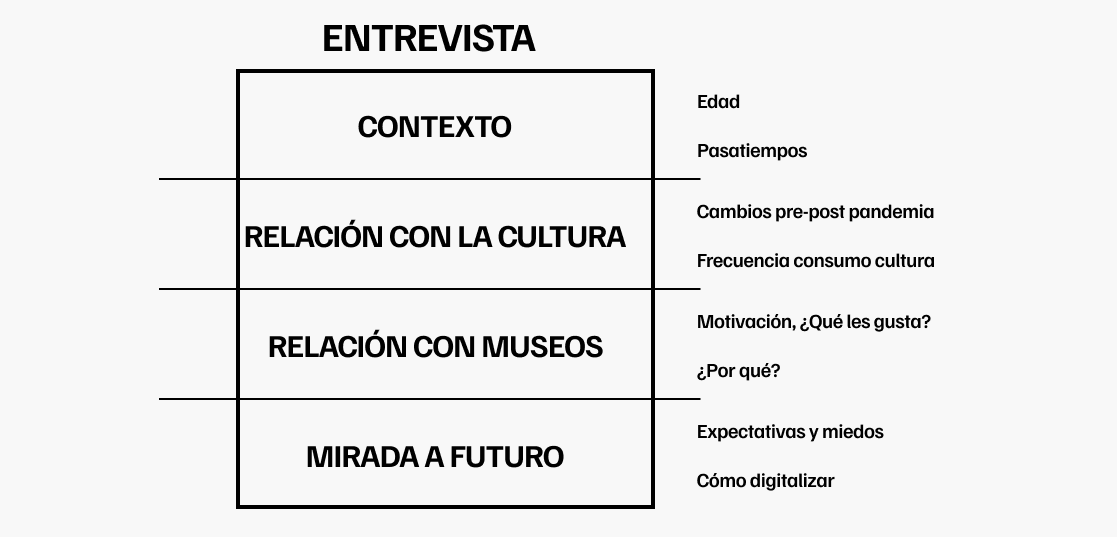 ENTREVISTA
CONTEXTO
Edad
Pasatiempos
RELACIÓN CON LA CULTURA
Cambios pre-post pandemia
Frecuencia consumo cultura
RELACIÓN CON MUSEOS
Motivación, ¿Qué les gusta?
¿Por qué?
MIRADA A FUTURO
Expectativas y miedos
Cómo digitalizar